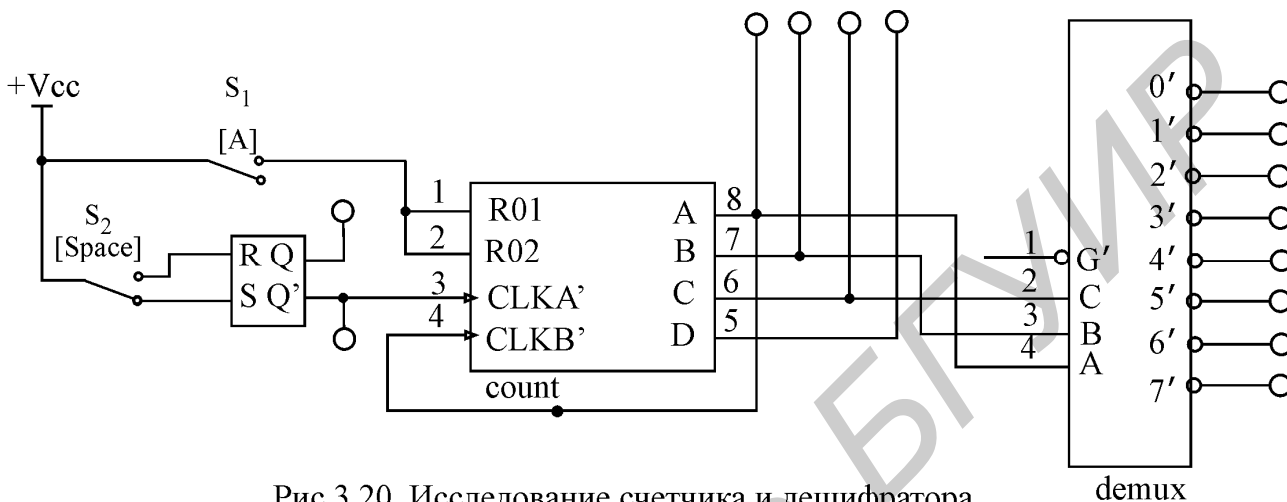 +Vcc
S1
[A]
S2
[Space]
R Q
S Q'
1
2
3
4
R01
R02
CLKA'
CLKB'
A
B
C
D
8
7
6
5
count
1
2
3
4
G'
C
B
A
0'
1'
2'
3'
4'
5'
6'
7'
demux
БГУИР
Рис.3.20. Исследование счетчика и дешифратора